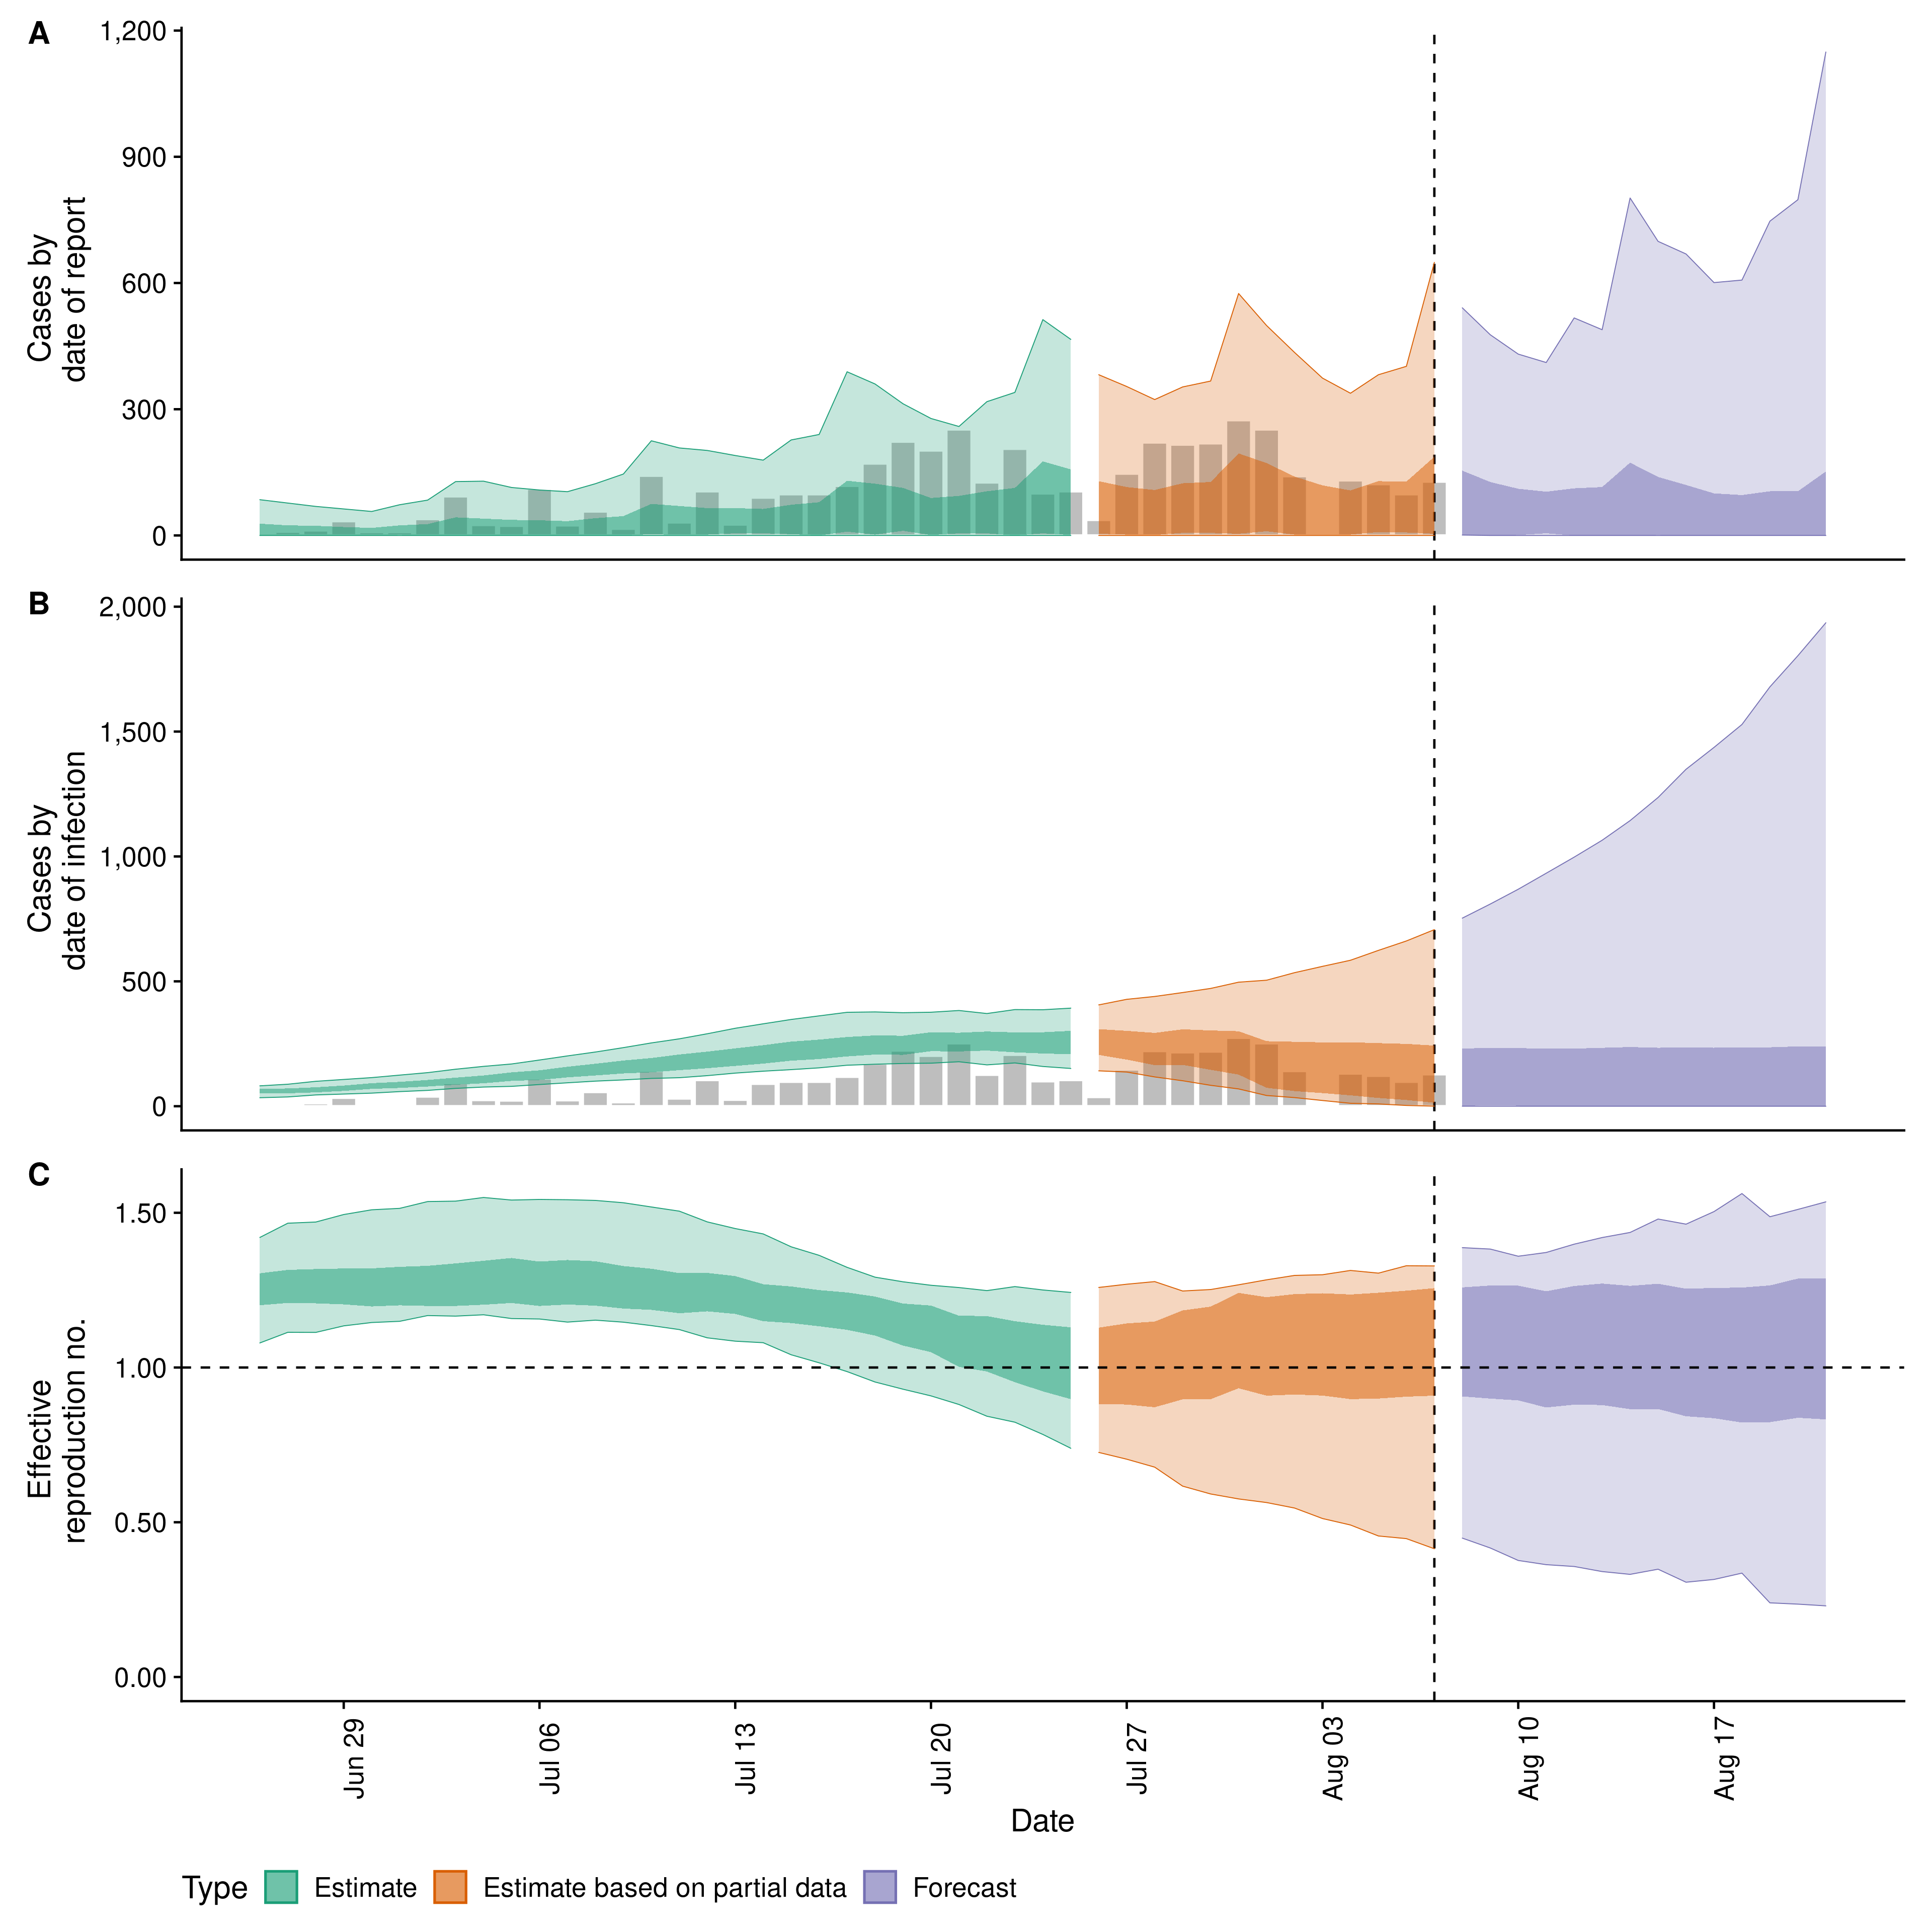 A
1,200
900
600
300
0
Cases by
date of report
B
2,000
1,500
1,000
500
0
Cases by
date of infection
C
1.50
1.00
0.50
0.00
Effective
reproduction no.
Jun 29
Jul 06
Jul 13
Jul 20
Jul 27
Aug 03
Aug 10
Aug 17
Date
Type Estimate Estimate based on partial data Forecast